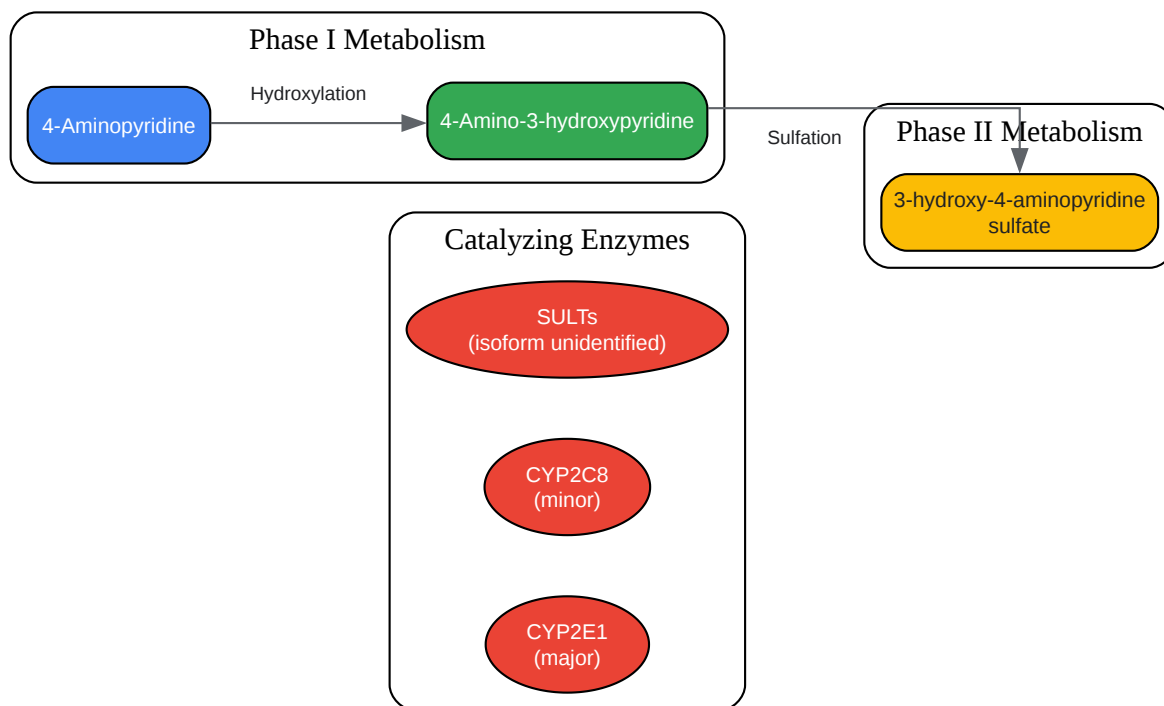 Phase I Metabolism
4-Aminopyridine
Hydroxylation
4-Amino-3-hydroxypyridine
Sulfation
Phase II Metabolism
3-hydroxy-4-aminopyridine
sulfate
Catalyzing Enzymes
SULTs
(isoform unidentified)
CYP2C8
(minor)
CYP2E1
(major)